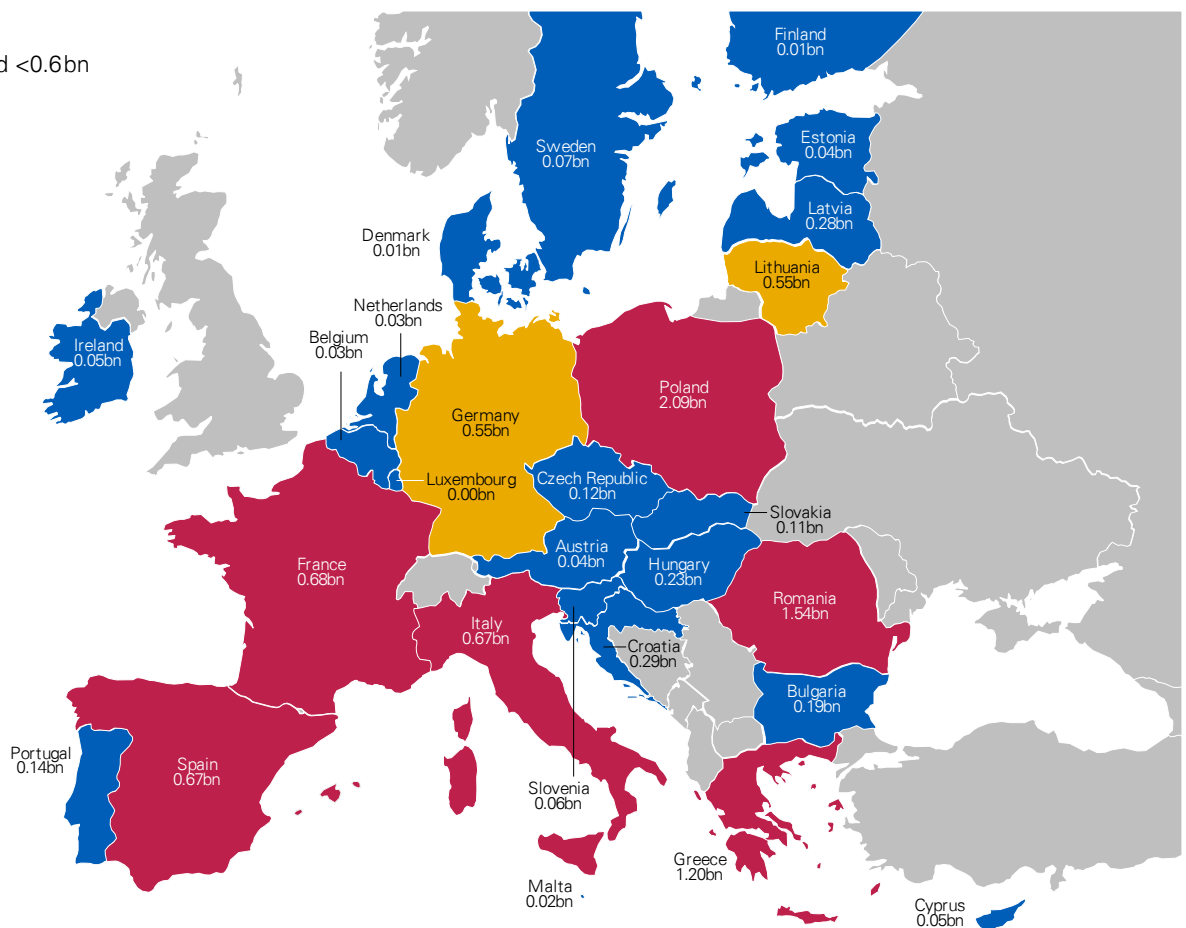 d <0.6bn
Finland
0.01bn
Sweden
0.07bn
Estonia
0.04bn
Latvia
0.28bn
Denmark
0.01bn
Lithuania
0.55bn
Netherlands
0.03bn
Belgium
0.03bn
Ireland
0.05bn
Poland
2.09bn
Germany
0.55bn
Luxembourg
0.00bn
Czech Republic
0.12bn
Slovakia
0.11bn
Austria
0.04bn
Hungary
0.23bn
France
0.68bn
Romania
1.54bn
Italy
0.67bn
Croatia
0.29bn
Bulgaria
0.19bn
Portugal
0.14bn
Spain
0.67bn
Slovenia
0.06bn
Greece
1.20bn
Malta
0.02bn
Cyprus
0.05bn